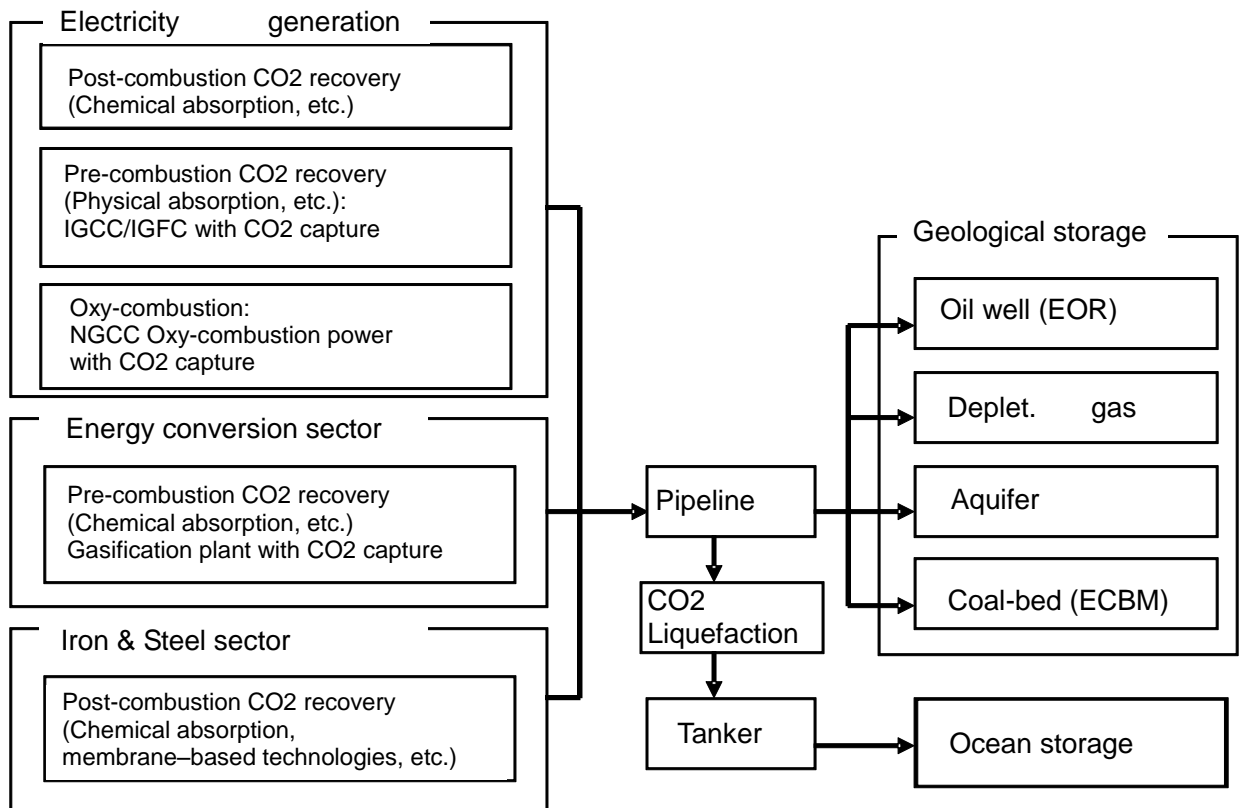 Electricity generation
Post-combustion CO2 recovery
(Chemical absorption, etc.)
Pre-combustion CO2 recovery
(Physical absorption, etc.):
IGCC/IGFC with CO2 capture
Oxy-combustion:
NGCC Oxy-combustion power
with CO2 capture
Energy conversion sector
Pre-combustion CO2 recovery
(Chemical absorption, etc.)
Gasification plant with CO2 capture
Iron & Steel sector
Post-combustion CO2 recovery
(Chemical absorption,
membrane–based technologies, etc.)
Pipeline
CO2
Liquefaction
Tanker
Geological storage
Oil well (EOR)
Deplet. gas
Aquifer
Coal-bed (ECBM)
Ocean storage